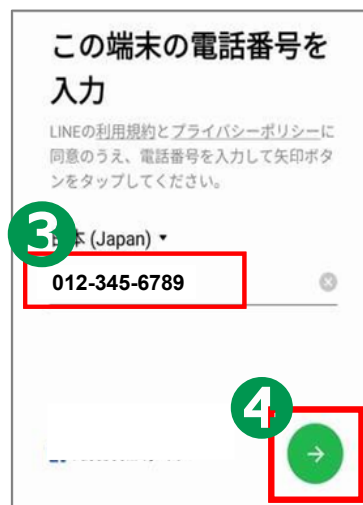 この端末の電話番号を
入力
LINEの利用規約とプライバシーポリシーに
同意のうえ、電話番号を入力して矢印ボタ
ンをタップしてください。
3
本 (Japan)
012-345-6789
4